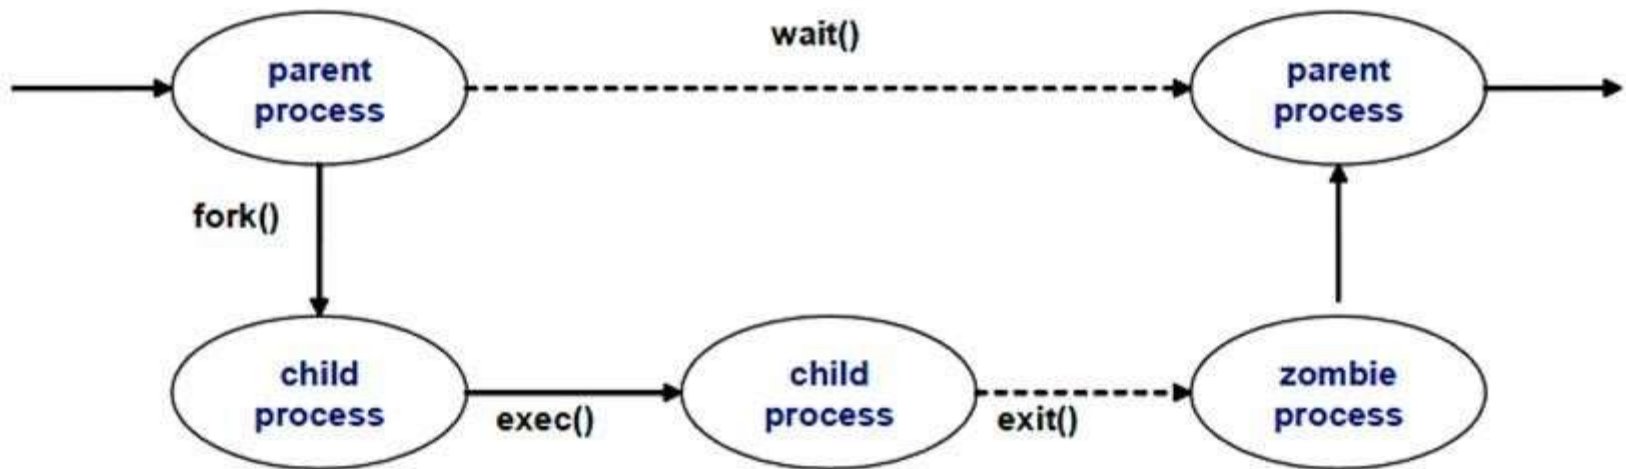 wait()
parent
process
parent
process
fork()
child
process
exec()
child
process
exit()
zombie
process